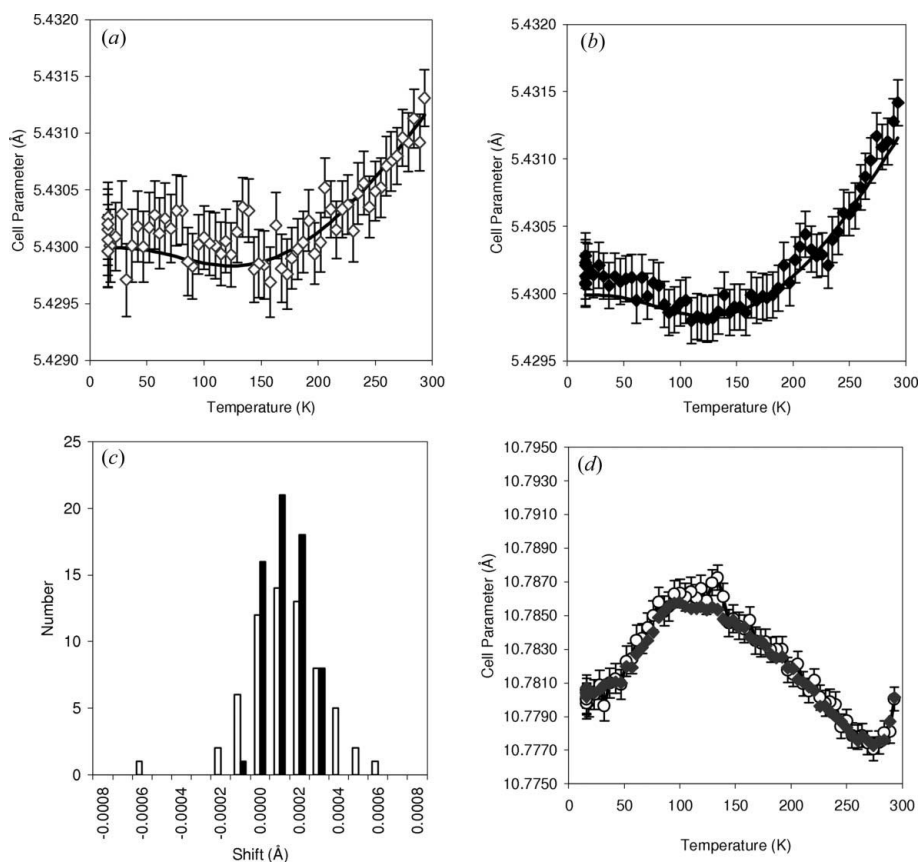 (a)
5.4320
5.4315
5.4310
5.4305
5.4300
5.4295
5.4290
Cell Parameter (Å)
0 50 100 150 200 250 300
Temperature (K)
(b)
5.4320
5.4315
5.4310
5.4305
5.4300
5.4295
Cell Parameter (Å)
0 50 100 150 200 250 300
Temperature (K)
(c)
25
20
15
10
5
0
Number
-0.0008 -0.0006 -0.0004 -0.0002 0.0000 0.0002 0.0004 0.0006 0.0008
Shift (Å)
(d)
10.7950
10.7930
10.7910
10.7890
10.7870
10.7850
10.7830
10.7810
10.7790
10.7770
10.7750
Cell Parameter (Å)
0 50 100 150 200 250 300
Temperature (K)